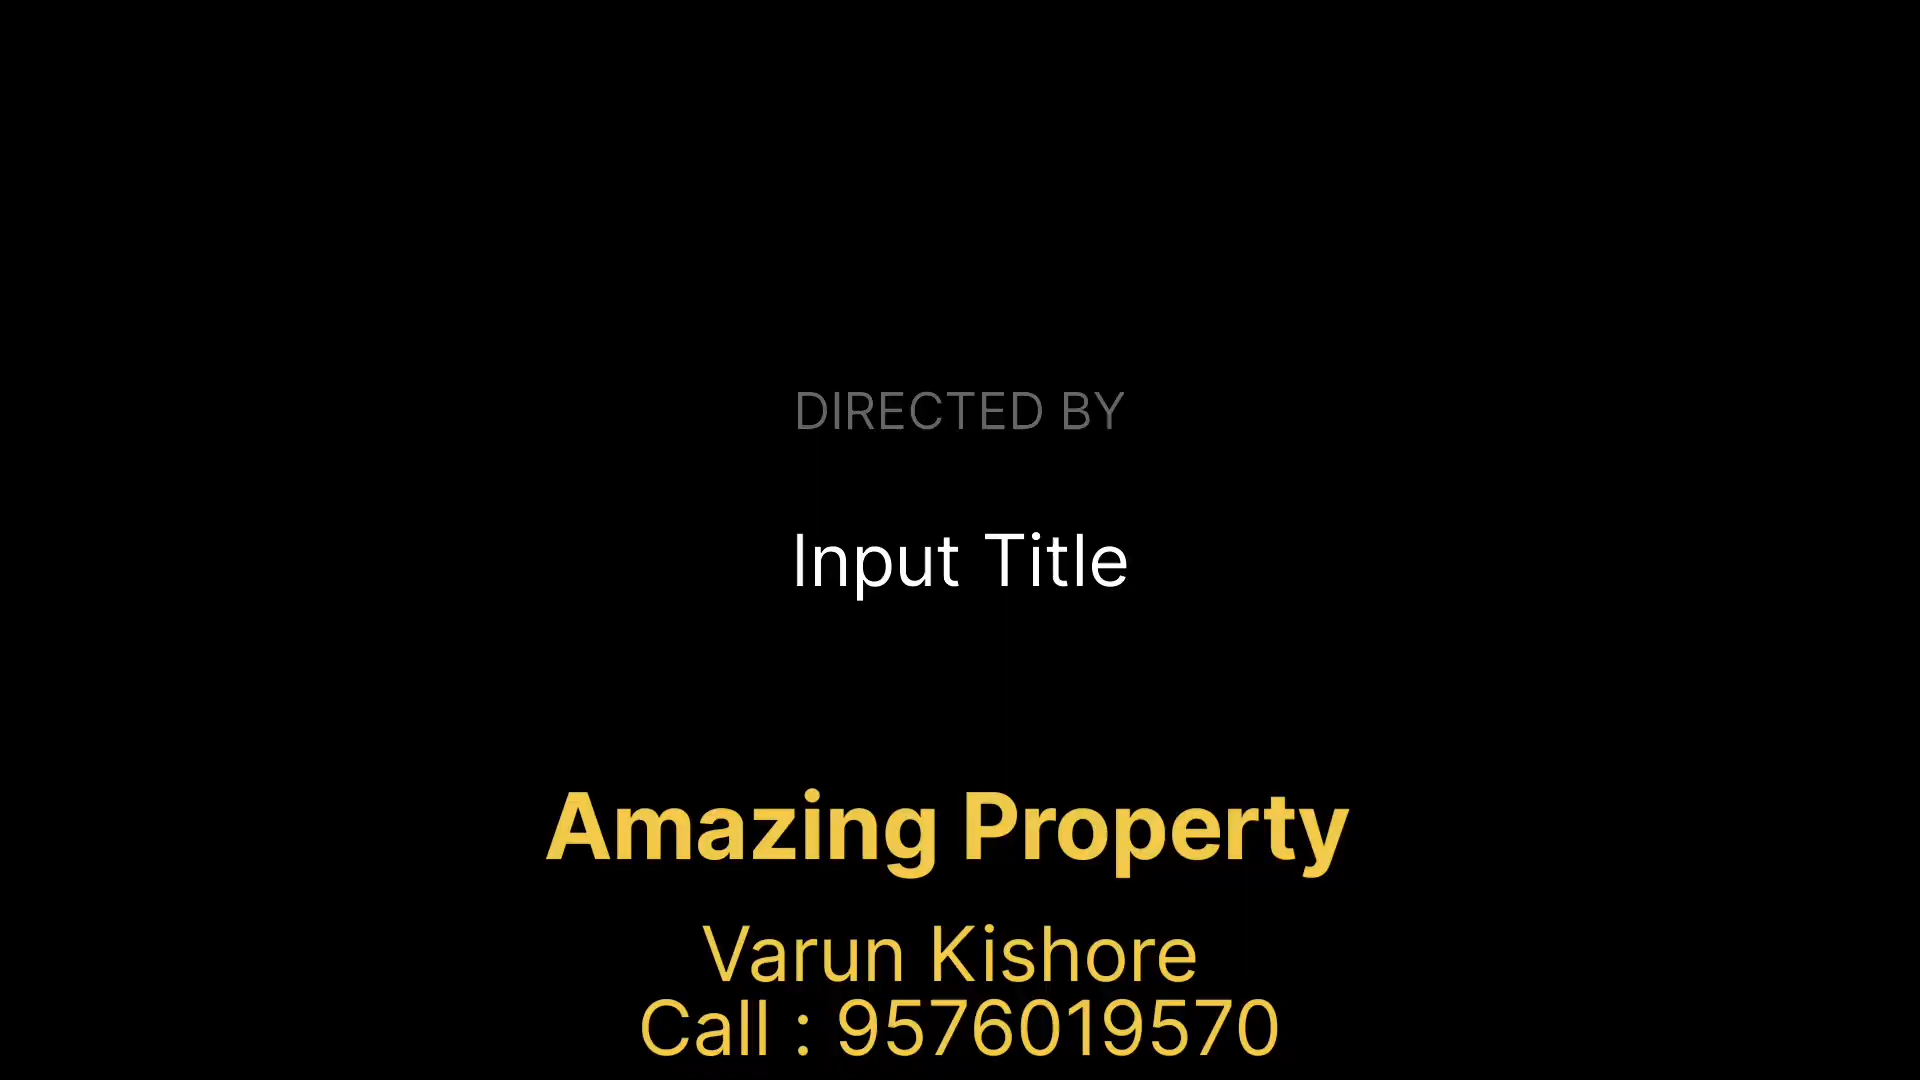 DIRECTED BY
Input Title
Amazing Property
Varun Kishore
Call : 9576019570